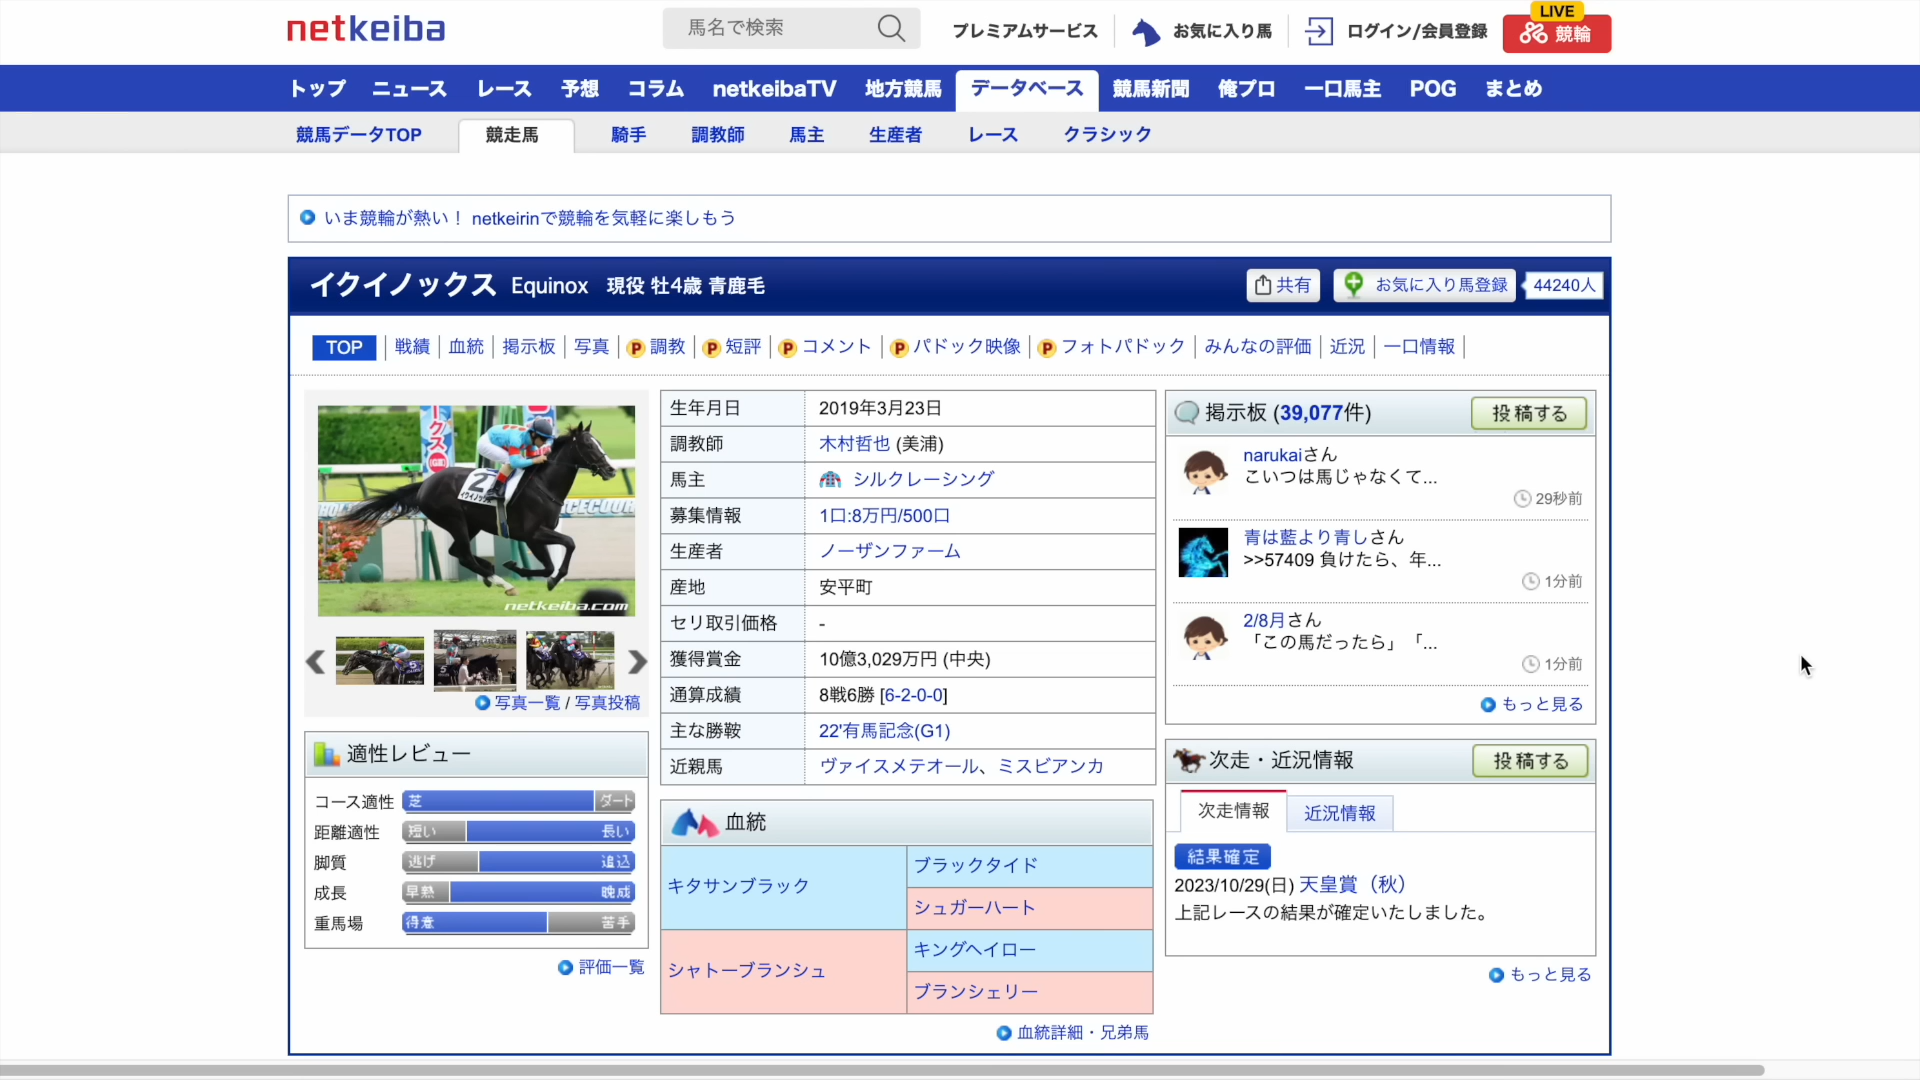 netkeiba
馬名で検索
プレミアムサービス
お気に入り馬
ログイン/会員登録
LIVE
競輪
トップ ニュース レース 予想 コラム netkeibaTV 地方競馬 データベース 競馬新聞 俺プロ 一口馬主 POG まとめ
競馬データTOP 競走馬 騎手 調教師 馬主 生産者 レース クラシック
いま競輪が熱い！ netkeirinで競輪を気軽に楽しもう
イクイノックス Equinox 現役 牡4歳 青鹿毛
共有
お気に入り馬登録
44240人
TOP 戦績 血統 掲示板 写真 P 調教 P 短評 P コメント P パドック映像 P フォトパドック みんなの評価 近況 一口情報
クス
2
イクイノックス
netkeiba.com
5
5
5
写真一覧 / 写真投稿
適性レビュー
コース適性 芝 ダート
距離適性 短い 長い
脚質 逃げ 追込
成長 早熟 晩成
重馬場 得意 苦手
評価一覧
生年月日 2019年3月23日
調教師 木村哲也 (美浦)
馬主 シルクレーシング
募集情報 1口:8万円/500口
生産者 ノーザンファーム
産地 安平町
セリ取引価格 -
獲得賞金 10億3,029万円 (中央)
通算成績 8戦6勝 [6-2-0-0]
主な勝鞍 22'有馬記念(G1)
近親馬 ヴァイスメテオール、ミスビアンカ
血統
キタサンブラック
ブラックタイド
シュガーハート
シャトーブランシュ
キングヘイロー
ブランシェリー
血統詳細・兄弟馬
掲示板 (39,077件)
投稿する
narukaiさん
こいつは馬じゃなくて...
29秒前
青は藍より青しさん
>>57409 負けたら、年...
1分前
2/8月さん
「この馬だったら」「...
1分前
もっと見る
次走・近況情報
投稿する
次走情報 近況情報
結果確定
2023/10/29(日) 天皇賞（秋）
上記レースの結果が確定いたしました。
もっと見る